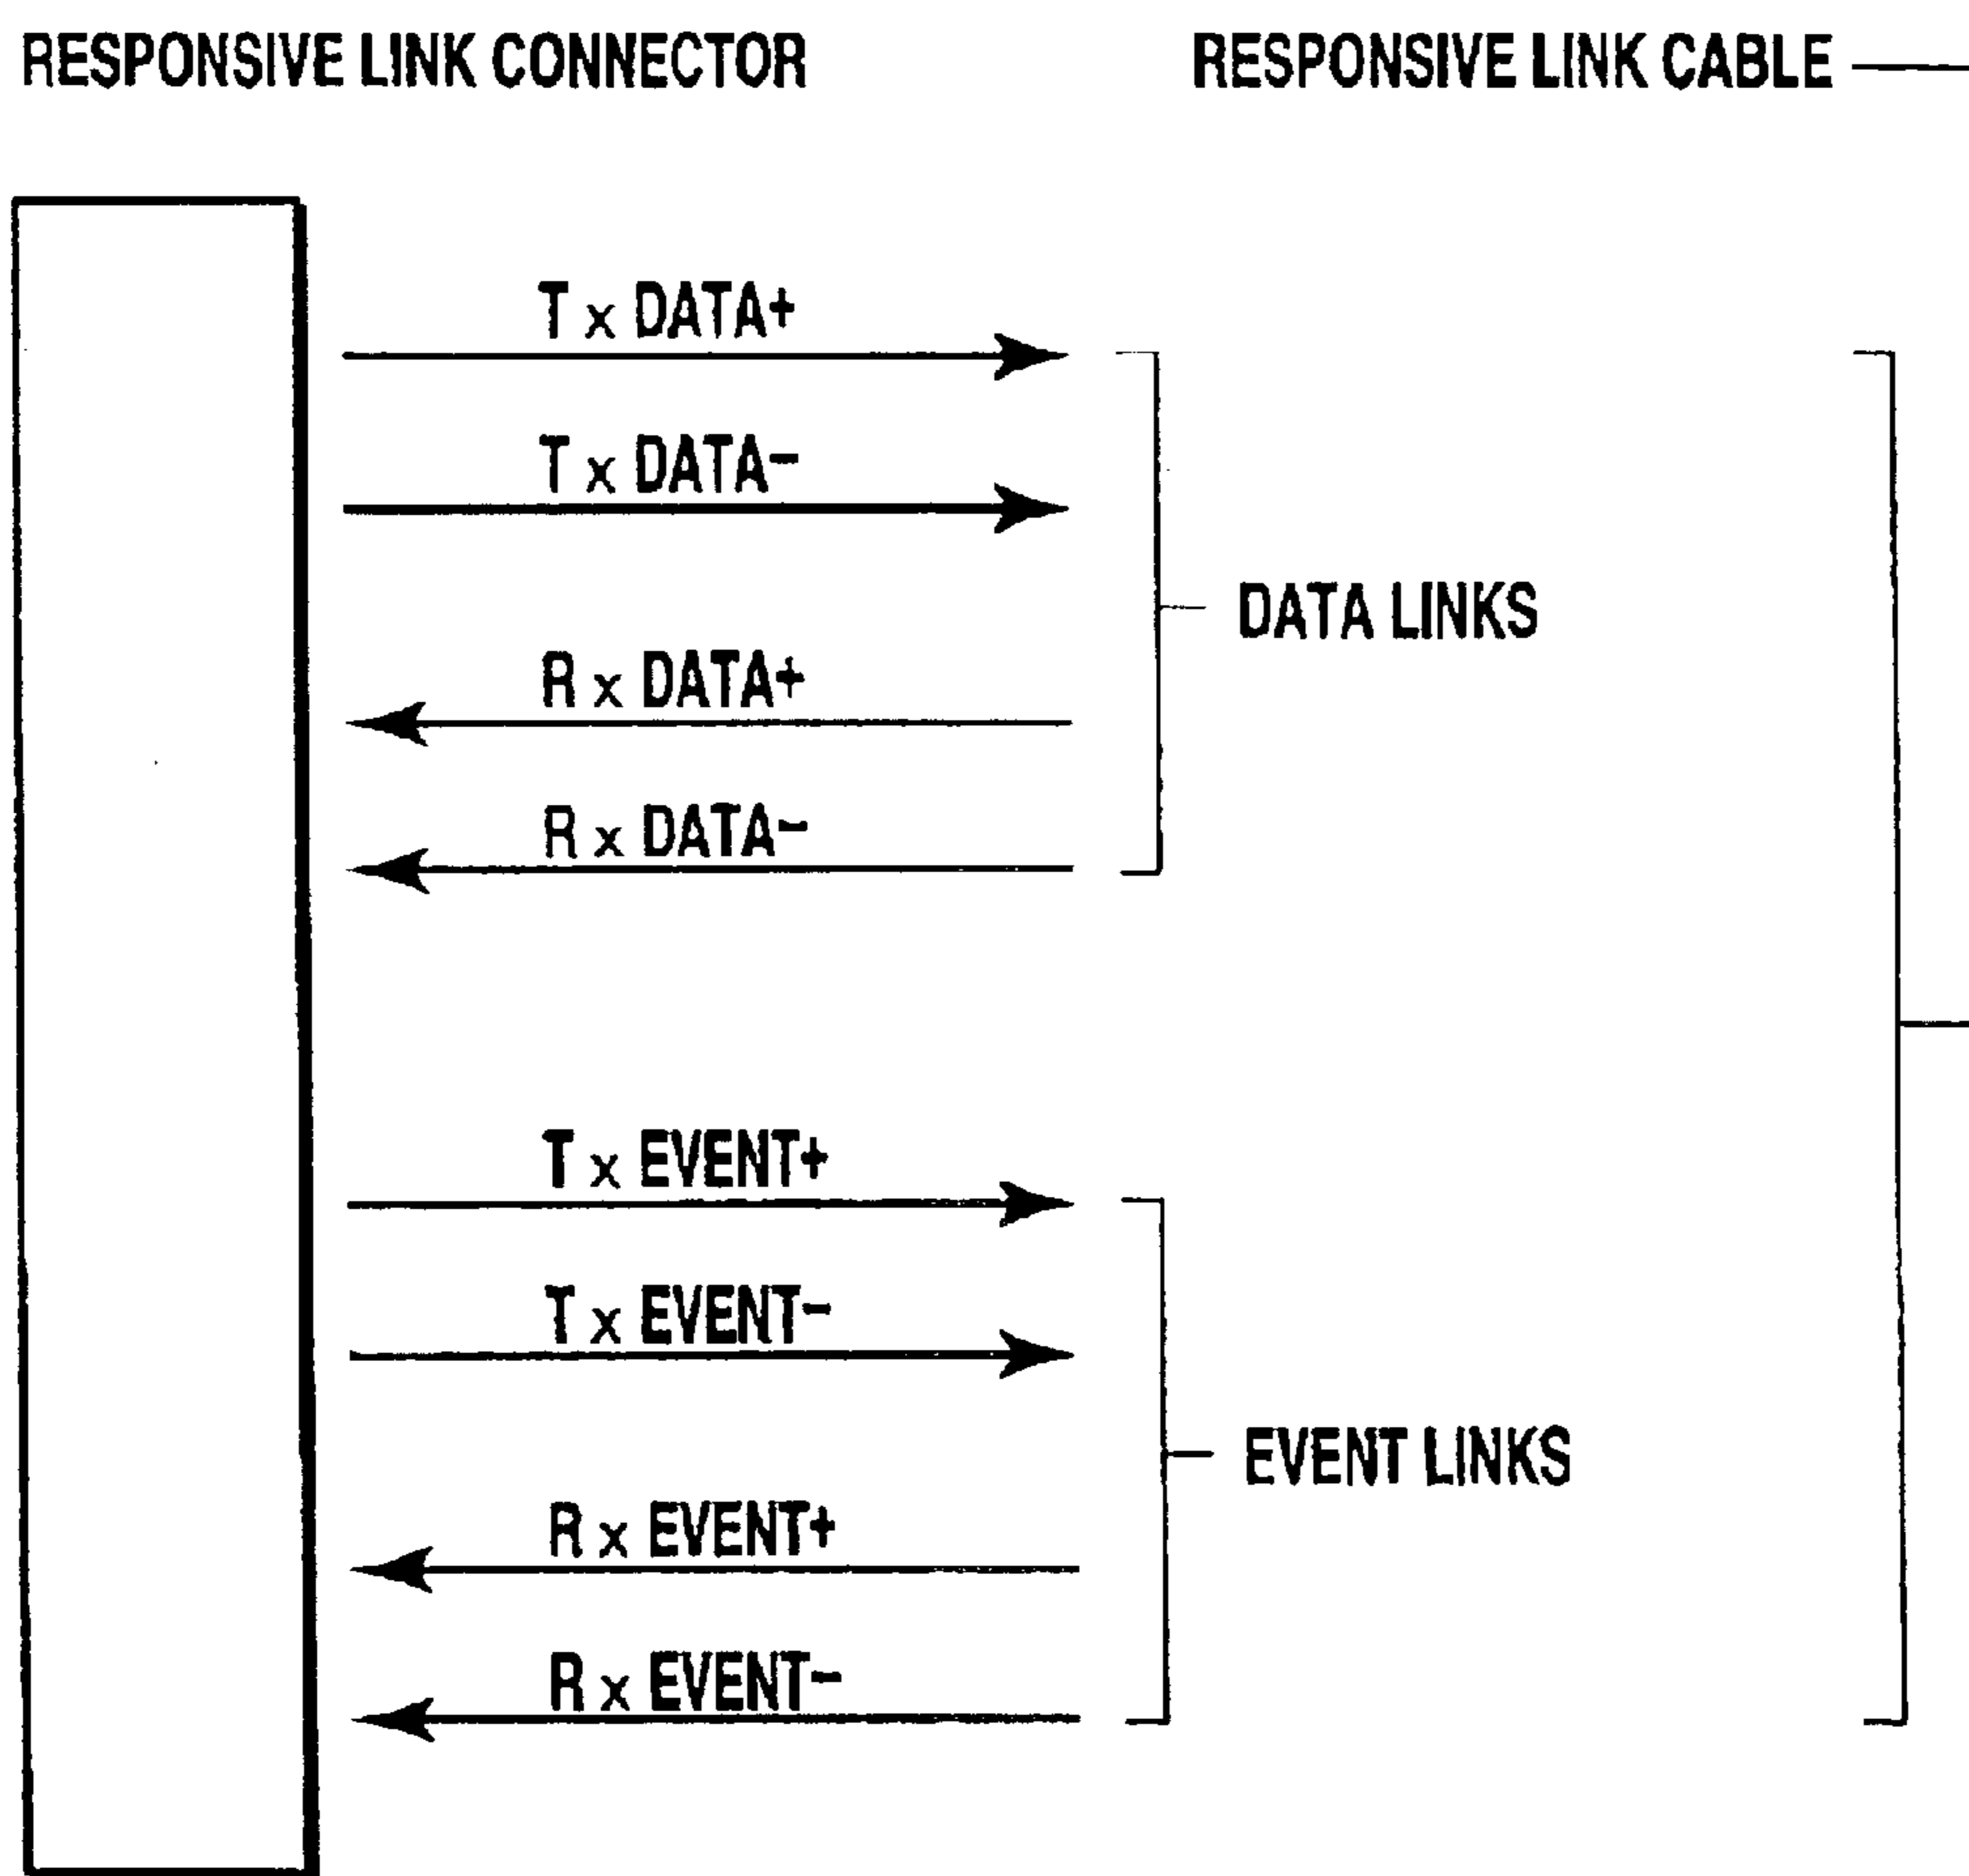 RESPONSIVE LINK CONNECTOR
RESPONSIVE LINK CABLE
T x DATA+
T x DATA-
DATA LINKS
R x DATA+
R x DATA-
T x EVENT+
T x EVENT-
EVENT LINKS
R x EVENT+
R x EVENT-